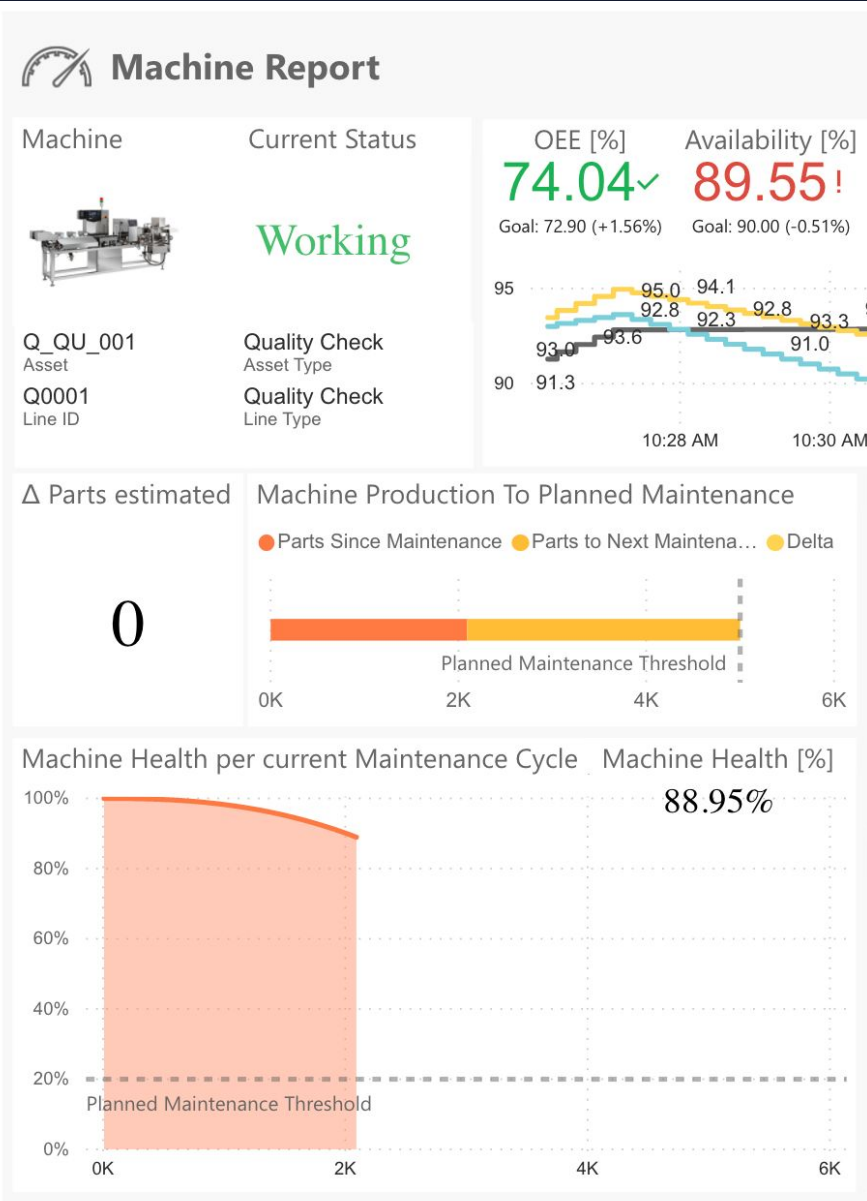 Machine Report
Machine
Current Status
Working
Q_QU_001
Asset
Quality Check
Asset Type
Q0001
Line ID
Quality Check
Line Type
OEE [%]
Availability [%]
74.04
89.55!
Goal: 72.90 (+1.56%)
Goal: 90.00 (-0.51%)
95
95.0
94.1
92.8
92.3
92.8
93.3
93.0
93.6
91.0
90
91.3
10:28 AM
10:30 AM
Δ Parts estimated
0
Machine Production To Planned Maintenance
Parts Since Maintenance
Parts to Next Maintena...
Delta
Planned Maintenance Threshold
0K
2K
4K
6K
Machine Health per current Maintenance Cycle
Machine Health [%]
88.95%
100%
80%
60%
40%
20%
Planned Maintenance Threshold
0%
0K
2K
4K
6K